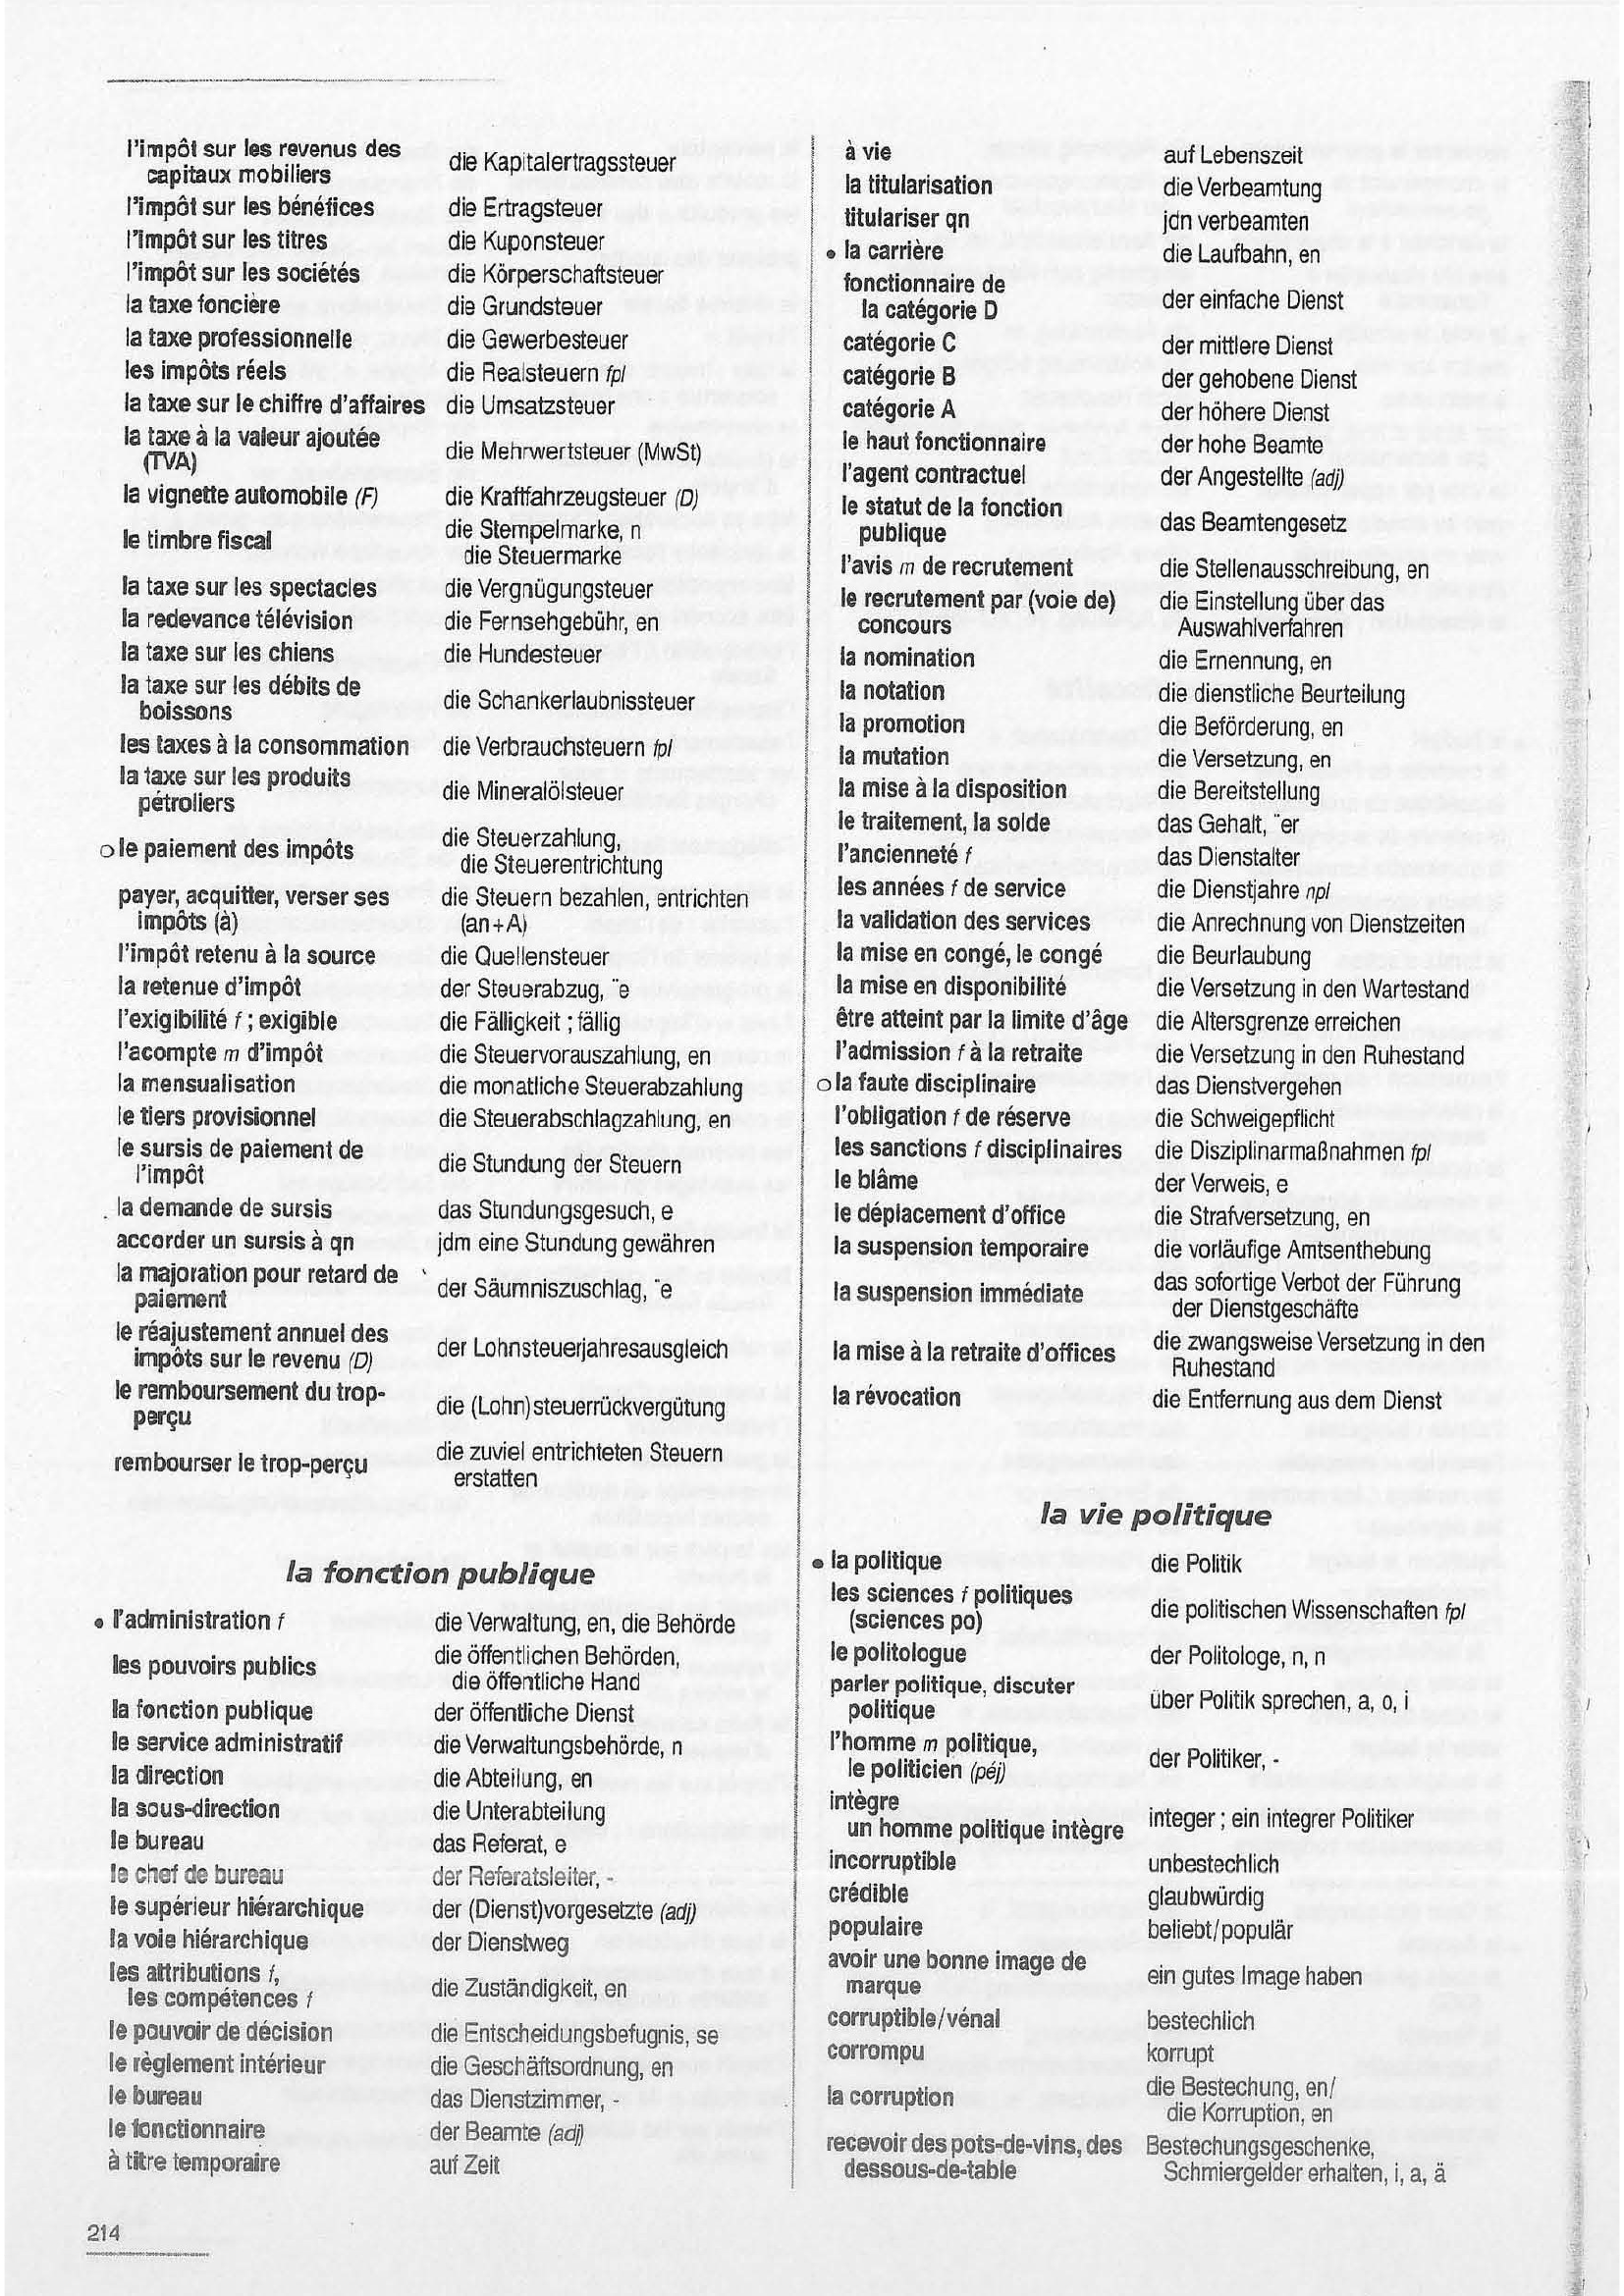 l'impôt sur les revenus des
capitaux mobiliers die Kapitalertragssteuer
l'impôt sur les bénéfices die Ertragsteuer
l'impôt sur les titres die Kuponsteuer
l'impôt sur les sociétés die Körperschaftsteuer
la taxe foncière die Grundsteuer
la taxe professionnelle die Gewerbesteuer
les impôts réels die Realsteuern fpl
la taxe sur le chiffre d'affaires die Umsatzsteuer
la taxe à la valeur ajoutée
(TVA) die Mehrwertsteuer (MwSt)
la vignette automobile (F) die Kraftfahrzeugsteuer (D)
le timbre fiscal die Stempelmarke, n
die Steuermarke
la taxe sur les spectacles die Vergnügungsteuer
la redevance télévision die Fernsehgebühr, en
la taxe sur les chiens die Hundesteuer
la taxe sur les débits de
boissons die Schankerlaubnissteuer
les taxes à la consommation die Verbrauchsteuern fpl
la taxe sur les produits
pétroliers die Mineralölsteuer
o le paiement des impôts die Steuerzahlung,
die Steuerentrichtung
payer, acquitter, verser ses die Steuern bezahlen, entrichten
impôts (à) (an+A)
l'impôt retenu à la source die Quellensteuer
la retenue d'impôt der Steuerabzug, ¨e
l'exigibilité f ; exigible die Fälligkeit ; fällig
l'acompte m d'impôt die Steuervorauszahlung, en
la mensualisation die monatliche Steuerabzahlung
le tiers provisionnel die Steuerabschlagzahlung, en
le sursis de paiement de
l'impôt die Stundung der Steuern
la demande de sursis das Stundungsgesuch, e
accorder un sursis à qn jdm eine Stundung gewähren
la majoration pour retard de
paiement der Säumniszuschlag, ¨e
le réajustement annuel des
impôts sur le revenu (D) der Lohnsteuerjahresausgleich
le remboursement du trop-
perçu die (Lohn)steuerrückvergütung
rembourser le trop-perçu die zuviel entrichteten Steuern
erstatten
la fonction publique
• l'administration f die Verwaltung, en, die Behörde
les pouvoirs publics die öffentlichen Behörden,
die öffentliche Hand
la fonction publique der öffentliche Dienst
le service administratif die Verwaltungsbehörde, n
la direction die Abteilung, en
la sous-direction die Unterabteilung
le bureau das Referat, e
le chef de bureau der Referatsleiter, -
le supérieur hiérarchique der (Dienst)vorgesetzte (adj)
la voie hiérarchique der Dienstweg
les attributions f,
les compétences f die Zuständigkeit, en
le pouvoir de décision die Entscheidungsbefugnis, se
le règlement intérieur die Geschäftsordnung, en
le bureau das Dienstzimmer, -
le fonctionnaire der Beamte (adj)
à titre temporaire auf Zeit
214
à vie auf Lebenszeit
la titularisation die Verbeamtung
titulariser qn jdn verbeamten
• la carrière die Laufbahn, en
fonctionnaire de
la catégorie D der einfache Dienst
catégorie C der mittlere Dienst
catégorie B der gehobene Dienst
catégorie A der höhere Dienst
le haut fonctionnaire der hohe Beamte
l'agent contractuel der Angestellte (adj)
le statut de la fonction
publique das Beamtengesetz
l'avis m de recrutement die Stellenausschreibung, en
le recrutement par (voie de) die Einstellung über das
concours Auswahlverfahren
la nomination die Ernennung, en
la notation die dienstliche Beurteilung
la promotion die Beförderung, en
la mutation die Versetzung, en
la mise à la disposition die Bereitstellung
le traitement, la solde das Gehalt, ¨er
l'ancienneté f das Dienstalter
les années f de service die Dienstjahre npl
la validation des services die Anrechnung von Dienstzeiten
la mise en congé, le congé die Beurlaubung
la mise en disponibilité die Versetzung in den Wartestand
être atteint par la limite d'âge die Altersgrenze erreichen
l'admission f à la retraite die Versetzung in den Ruhestand
o la faute disciplinaire das Dienstvergehen
l'obligation f de réserve die Schweigepflicht
les sanctions f disciplinaires die Disziplinarmaßnahmen fpl
le blâme der Verweis, e
le déplacement d'office die Strafversetzung, en
la suspension temporaire die vorläufige Amtsenthebung
la suspension immédiate das sofortige Verbot der Führung
der Dienstgeschäfte
la mise à la retraite d'offices die zwangsweise Versetzung in den
Ruhestand
la révocation die Entfernung aus dem Dienst
la vie politique
• la politique die Politik
les sciences f politiques
(sciences po) die politischen Wissenschaften fpl
le politologue der Politologe, n, n
parler politique, discuter
politique über Politik sprechen, a, o, i
l'homme m politique,
le politicien (péj) der Politiker, -
intègre
un homme politique intègre integer ; ein integrer Politiker
incorruptible unbestechlich
crédible glaubwürdig
populaire beliebt/populär
avoir une bonne image de
marque ein gutes Image haben
corruptible/vénal bestechlich
corrompu korrupt
la corruption die Bestechung, en/
die Korruption, en
recevoir des pots-de-vins, des Bestechungsgeschenke,
dessous-de-table Schmiergelder erhalten, i, a, ä